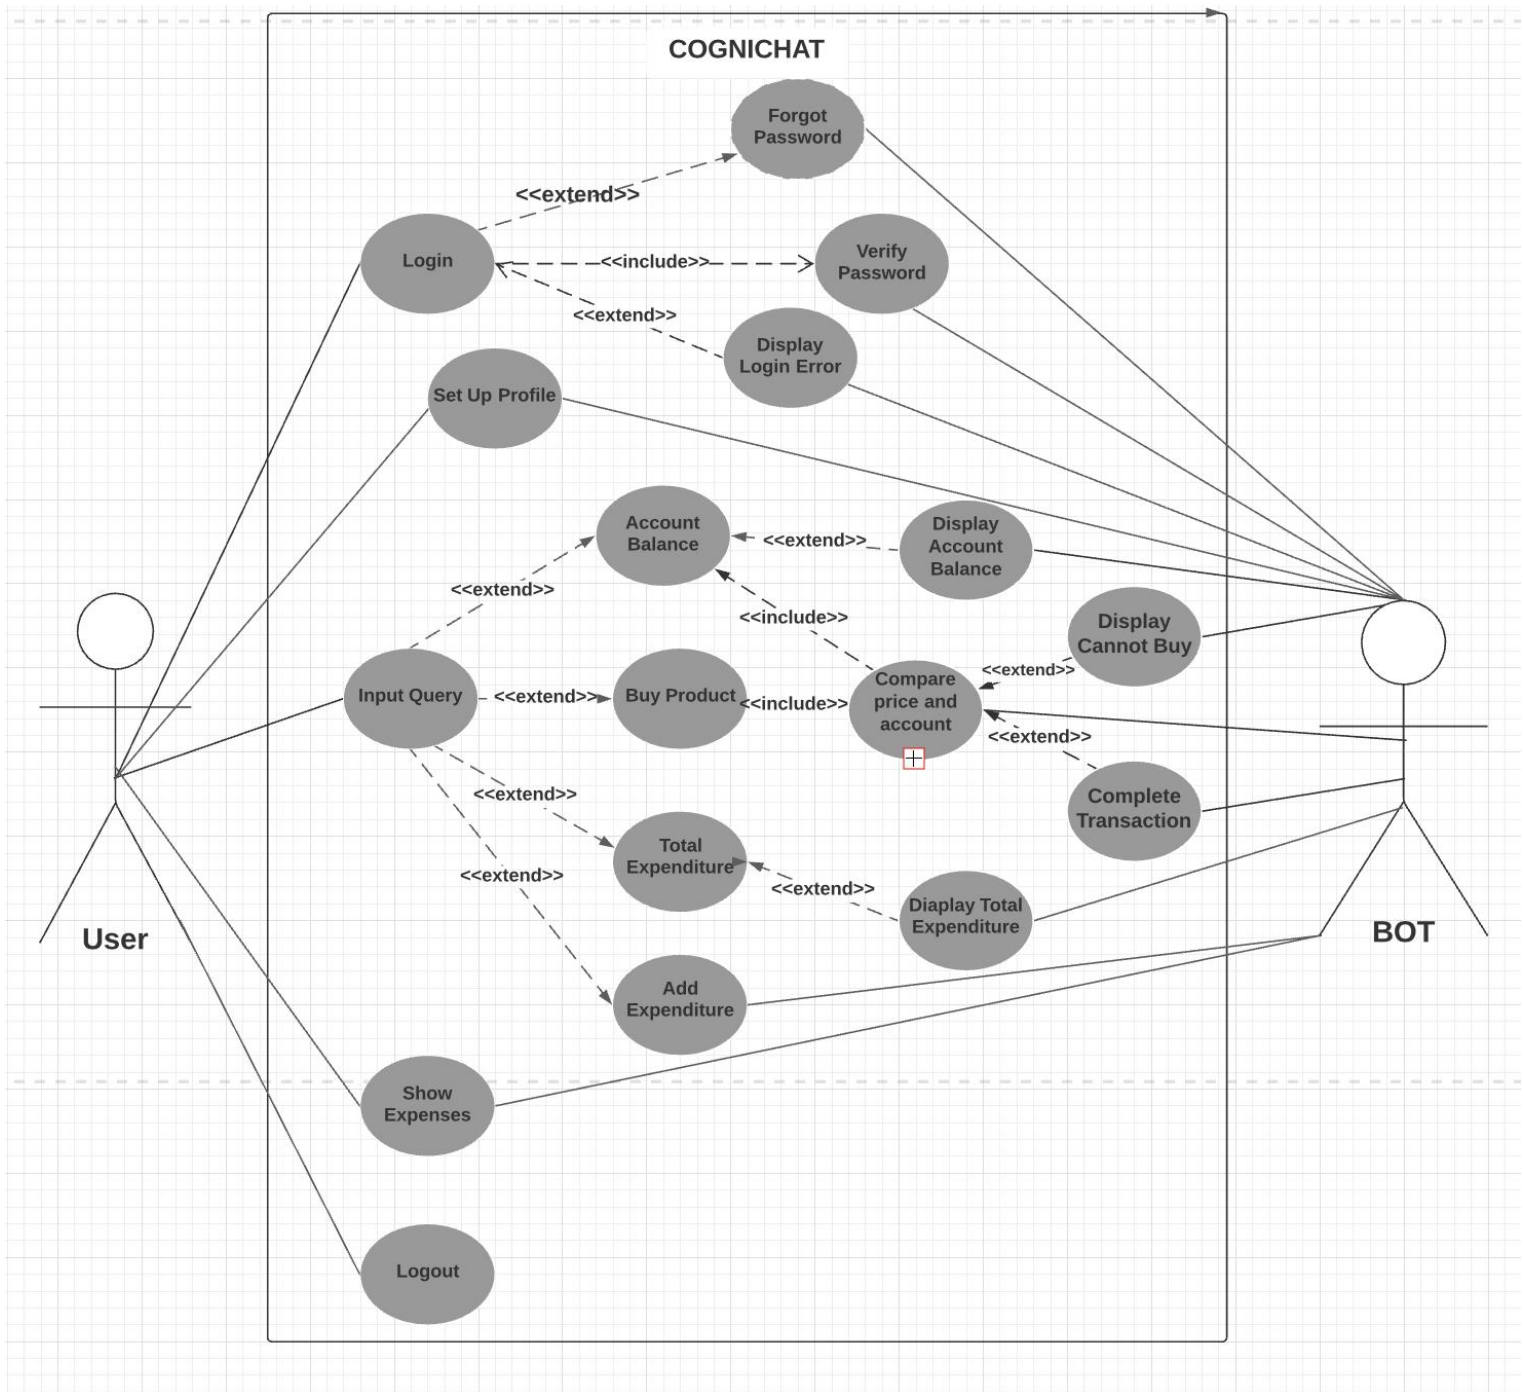 COGNICHAT
Forgot
Password
<<extend>>
Login
<<include>>
Verify
Password
<<extend>>
Display
Login Error
Set Up Profile
Account
Balance
<<extend>>
Display
Account
Balance
<<extend>>
<<include>>
Display
Cannot Buy
<<extend>>
Input Query
<<extend>>
Buy Product
<<include>>
Compare
price and
account
<<extend>>
<<extend>>
Complete
Transaction
Total
Expenditure
<<extend>>
<<extend>>
Diaplay Total
Expenditure
User
BOT
Add
Expenditure
Show
Expenses
Logout